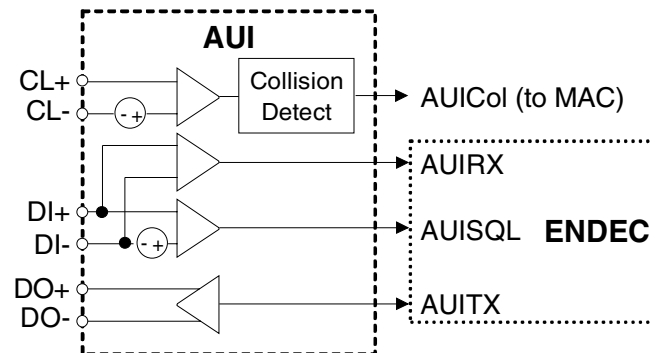 AUI
CL+
CL-
- +
Collision
Detect
AUICol (to MAC)
AUIRX
DI+
DI-
- +
AUISQL ENDEC
DO+
DO-
AUITX